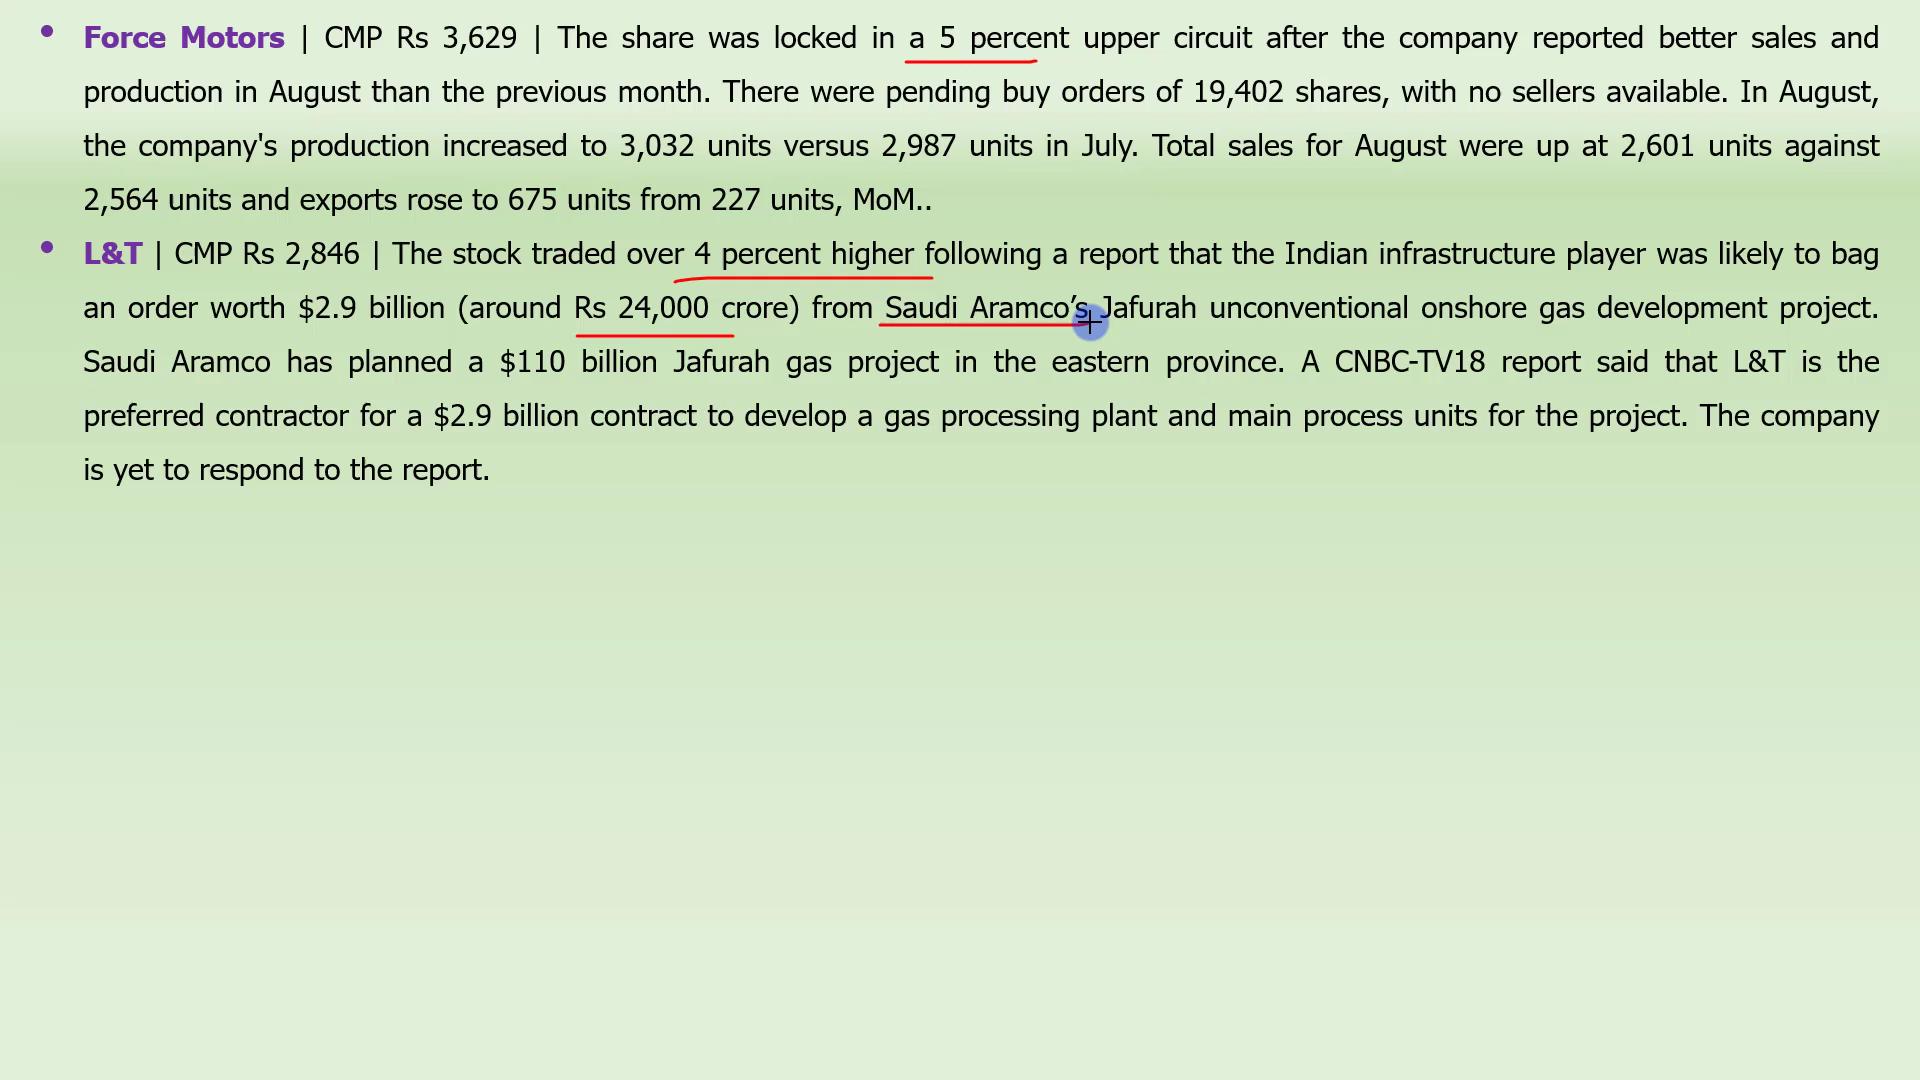 • Force Motors | CMP Rs 3,629 | The share was locked in a 5 percent upper circuit after the company reported better sales and
production in August than the previous month. There were pending buy orders of 19,402 shares, with no sellers available. In August,
the company's production increased to 3,032 units versus 2,987 units in July. Total sales for August were up at 2,601 units against
2,564 units and exports rose to 675 units from 227 units, MoM..
• L&T | CMP Rs 2,846 | The stock traded over 4 percent higher following a report that the Indian infrastructure player was likely to bag
an order worth $2.9 billion (around Rs 24,000 crore) from Saudi Aramco’s Jafurah unconventional onshore gas development project.
Saudi Aramco has planned a $110 billion Jafurah gas project in the eastern province. A CNBC-TV18 report said that L&T is the
preferred contractor for a $2.9 billion contract to develop a gas processing plant and main process units for the project. The company
is yet to respond to the report.